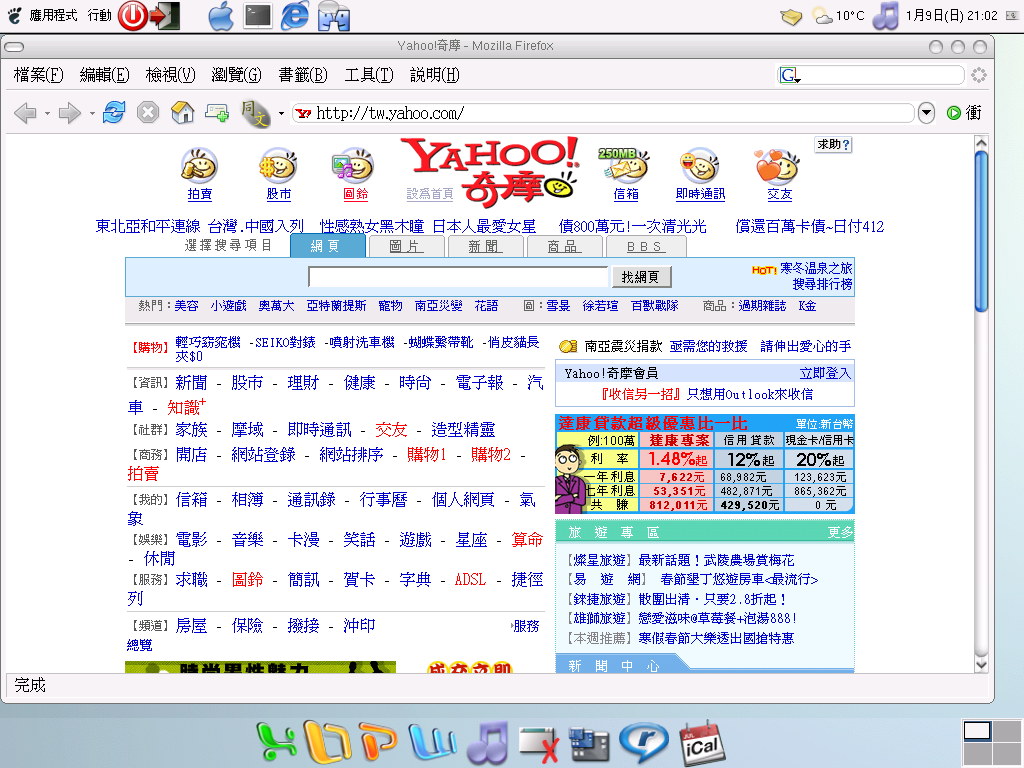 應用程式 行動 10°C 1月9日(日) 21:02
Yahoo!奇摩 - Mozilla Firefox
檔案(F) 編輯(E) 檢視(V) 瀏覽(G) 書籤(B) 工具(T) 說明(H)
http://tw.yahoo.com/ 衝
求助?
250MB
YAHOO!奇摩
拍賣 股市 圖鈴 設為首頁 信箱 即時通訊 交友
東北亞和平連線 台灣.中國入列 性感熟女黑木瞳 日本人最愛女星 債800萬元!一次清光光 償還百萬卡債~日付412
選擇搜尋項目 網頁 圖片 新聞 商品 BBS
找網頁 HOT! 寒冬溫泉之旅
搜尋排行榜
熱門：美容 小遊戲 奧萬大 亞特蘭提斯 寵物 南亞災變 花語 圖：雪景 徐若瑄 百獸戰隊 商品：過期雜誌 K金
【購物】 輕巧窈窕機 -SEIKO對錶 -噴射洗車機 -蝴蝶繫帶靴 -俏皮貓長夾$0
【資訊】新聞 - 股市 - 理財 - 健康 - 時尚 - 電子報 - 汽
車 - 知識+
【社群】家族 - 摩域 - 即時通訊 - 交友 - 造型精靈
【商務】開店 - 網站登錄 - 網站排序 - 購物1 - 購物2 -
拍賣
【我的】信箱 - 相簿 - 通訊錄 - 行事曆 - 個人網頁 - 氣
象
【娛樂】電影 - 音樂 - 卡漫 - 笑話 - 遊戲 - 星座 - 算命
- 休閒
【服務】求職 - 圖鈴 - 簡訊 - 賀卡 - 字典 - ADSL - 捷徑
列
【頻道】房屋 - 保險 - 撥接 - 沖印 服務
總覽
南亞震災捐款 亟需您的救援 請伸出愛心的手
Yahoo!奇摩會員 立即登入
『收信另一招』只想用Outlook來收信
達康貸款超級優惠比一比 單位:新台幣
例:100萬 達康專案 信用貸款 現金卡/信用卡
利 率 1.48%起 12%起 20%起
一年利息 7,622元 68,982元 123,623元
七年利息 53,351元 482,871元 865,362元
共 賺 812,011元 429,520元 0 元
旅 遊 專 區 更多
【燦星旅遊】最新話題！武陵農場賞梅花
【易 遊 網】 春節墾丁悠遊房車<最流行>
【錸捷旅遊】散團出清‧只要2.8折起！
【雄獅旅遊】戀愛滋味@草莓餐+泡湯888!
【本週推薦】寒假春節大樂透出國搶特惠
新 聞 中 心
時尚男性魅力
完成
iCal